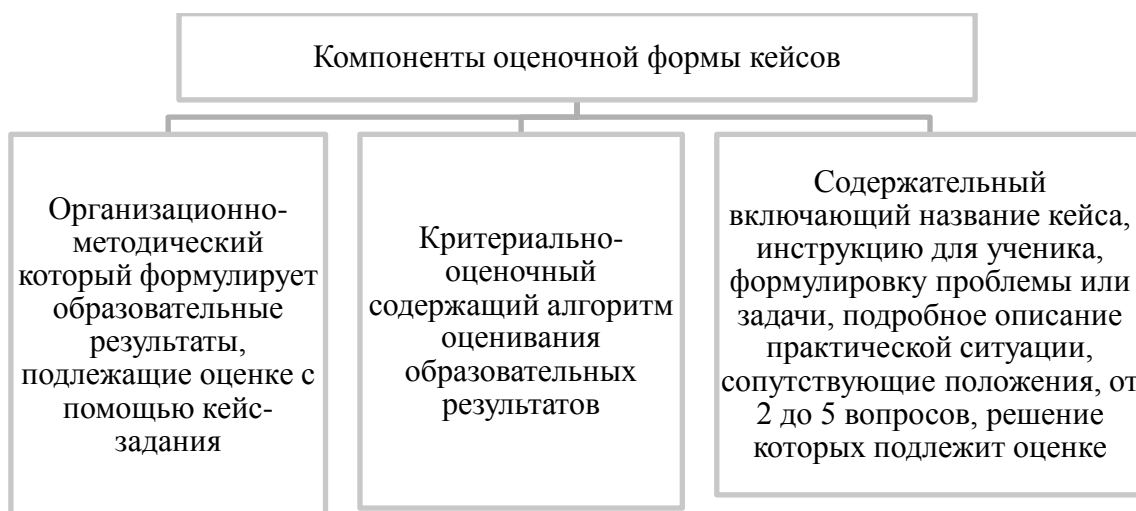 Компоненты оценочной формы кейсов
Организационно-
методический
который формулирует
образовательные
результаты,
подлежащие оценке с
помощью кейс-
задания
Критериально-
оценочный
содержащий алгоритм
оценивания
образовательных
результатов
Содержательный
включающий название кейса,
инструкцию для ученика,
формулировку проблемы или
задачи, подробное описание
практической ситуации,
сопутствующие положения, от
2 до 5 вопросов, решение
которых подлежит оценке